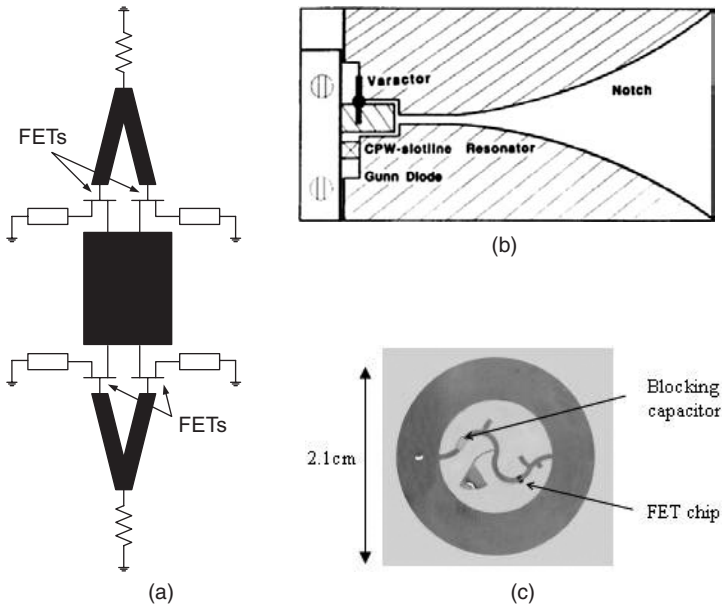 FETs
FETs
(a)
Varactor
Notch
CPW-slotline Resonator
Gunn Diode
(b)
2.1cm
Blocking
capacitor
FET chip
(c)